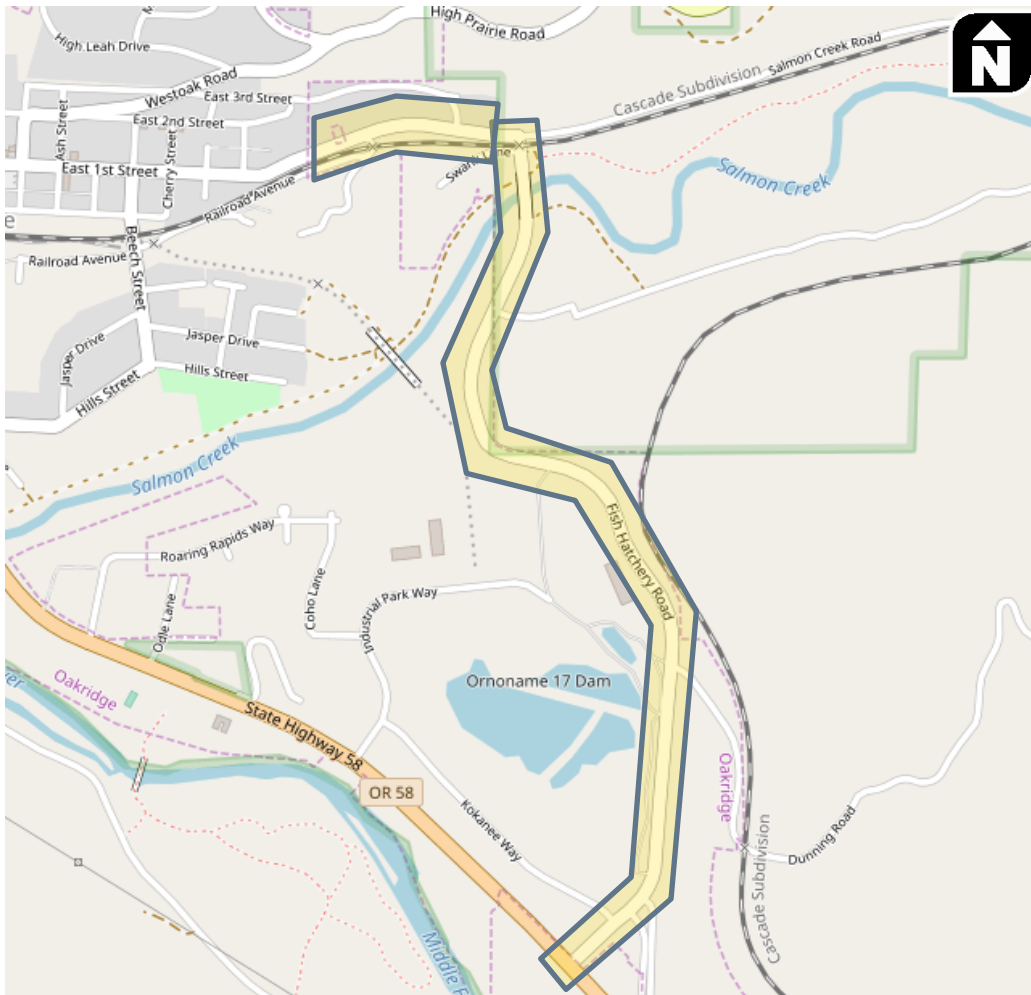 High Prairie Road
High Leah Drive
N
Salmon Creek Road
Westoak Road
Cascade Subdivision
East 3rd Street
Ash Street
East 2nd Street
Cherry Street
Swank Lane
East 1st Street
Salmon Creek
Railroad Avenue
Beech Street
Railroad Avenue
Jasper Drive
Jasper Drive
Hills Street
Hills Street
Salmon Creek
Fish Hatchery Road
Roaring Rapids Way
Coho Lane
Industrial Park Way
Odle Lane
Oakridge
Ornoname 17 Dam
State Highway 58
Oakridge
OR 58
Kokanee Way
Dunning Road
Cascade Subdivision
Middle F